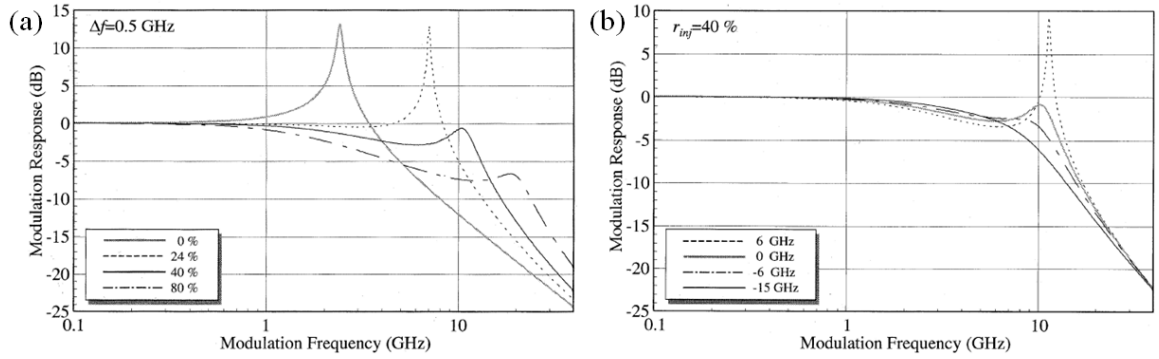 (a)
Δf=0.5 GHz
Modulation Response (dB)
15
10
5
0
-5
-10
-15
-20
-25
0 %
24 %
40 %
80 %
0.1
1
10
Modulation Frequency (GHz)
(b)
r_inj=40 %
Modulation Response (dB)
10
5
0
-5
-10
-15
-20
-25
6 GHz
0 GHz
-6 GHz
-15 GHz
0.1
1
10
Modulation Frequency (GHz)